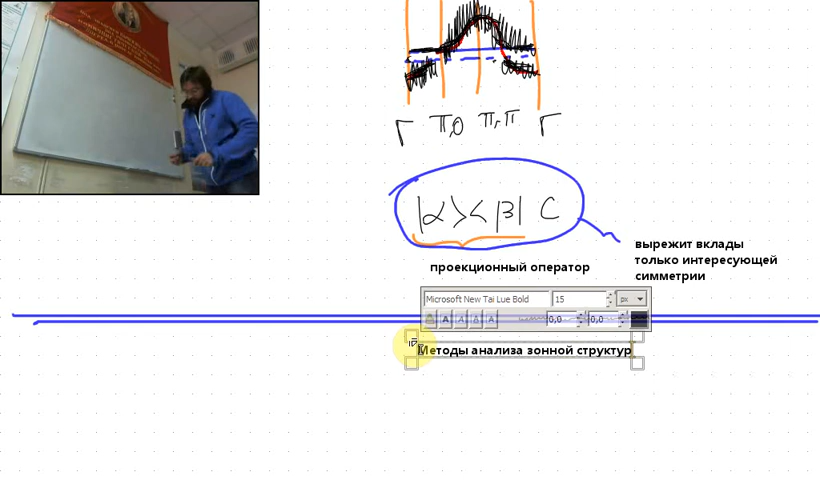 Г π,0 π,π Г
|α><β| C
вырежит вклады
только интересующей
симметрии
проекционный оператор
Microsoft New Tai Lue Bold 15 px
A A A A 0,0 0,0
Методы анализа зонной структур